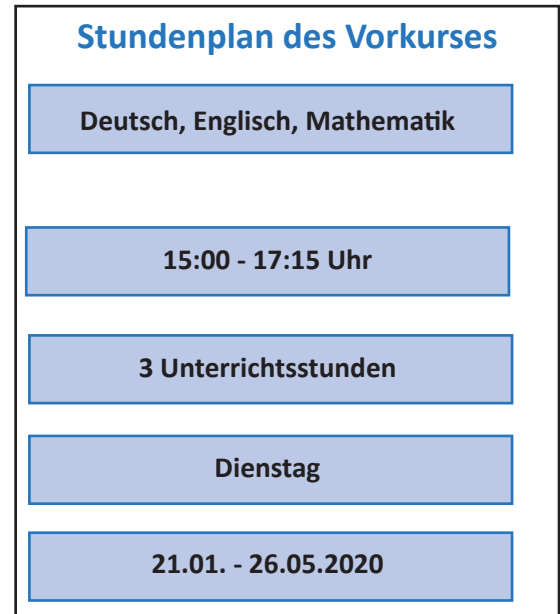 Stundenplan des Vorkurses
Deutsch, Englisch, Mathematik
15:00 - 17:15 Uhr
3 Unterrichtsstunden
Dienstag
21.01. - 26.05.2020